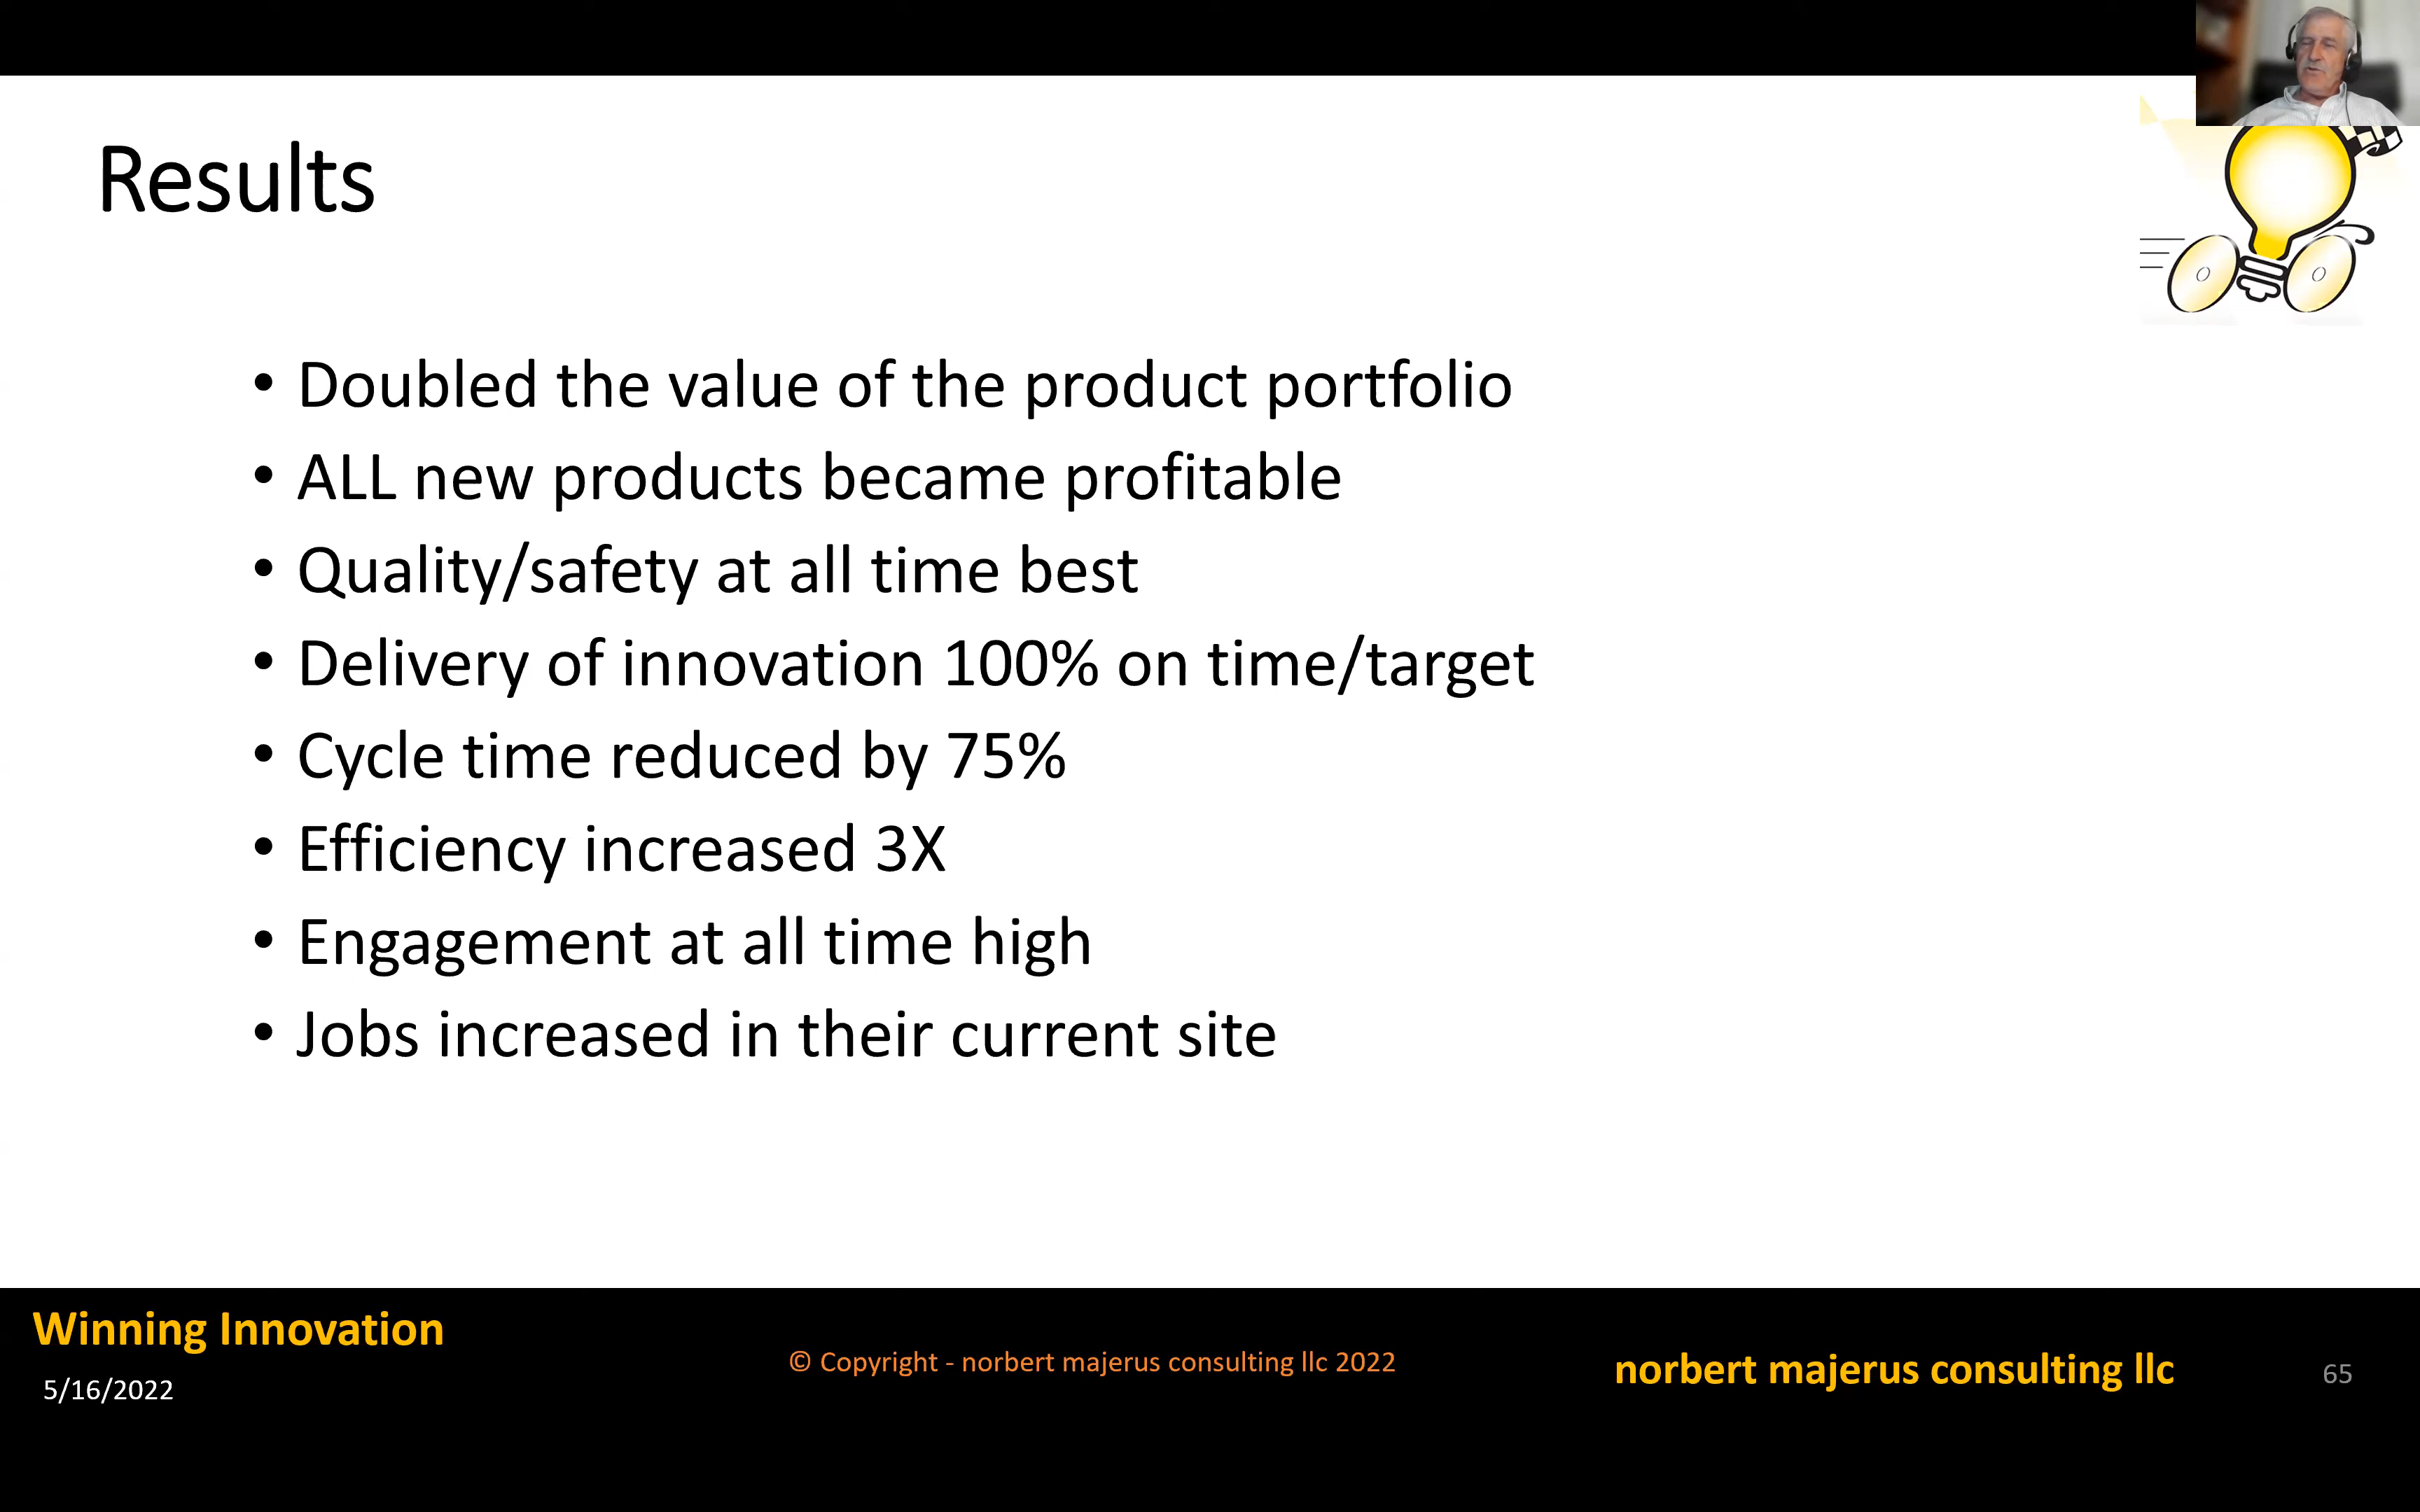 Results
• Doubled the value of the product portfolio
• ALL new products became profitable
• Quality/safety at all time best
• Delivery of innovation 100% on time/target
• Cycle time reduced by 75%
• Efficiency increased 3X
• Engagement at all time high
• Jobs increased in their current site
Winning Innovation
5/16/2022
© Copyright - norbert majerus consulting llc 2022
norbert majerus consulting llc
65